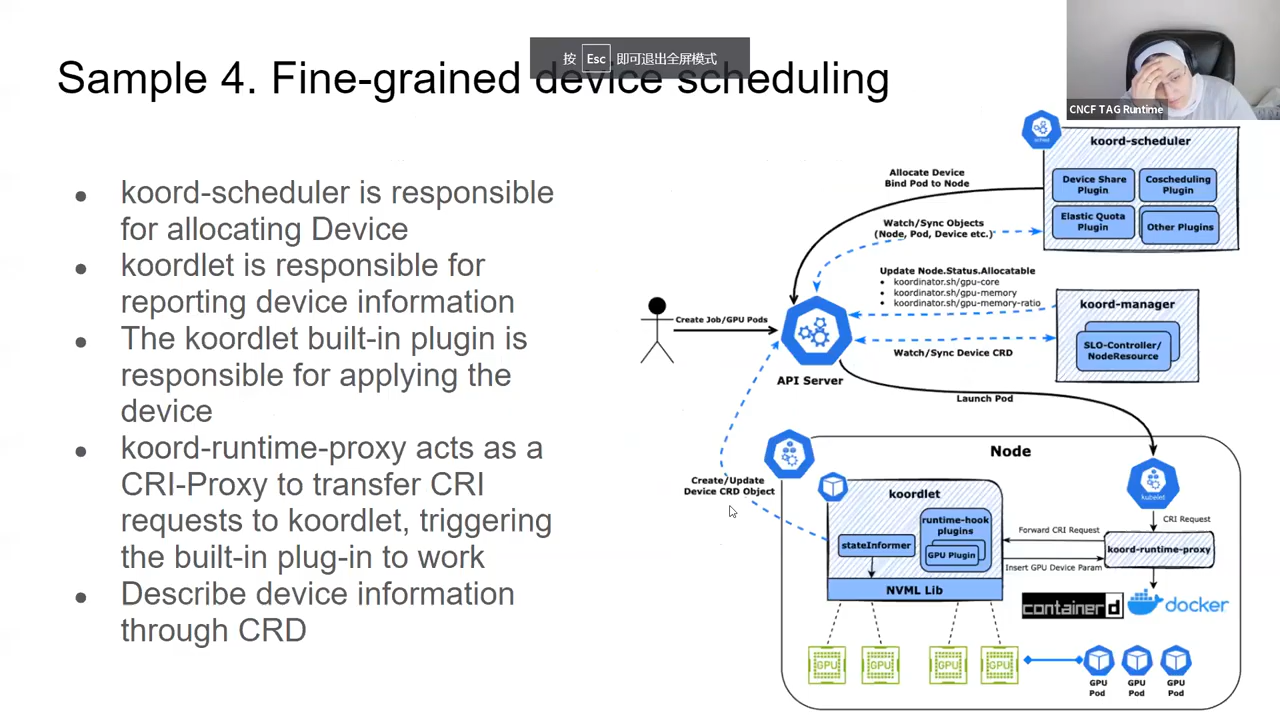 按 Esc 即可退出全屏模式
Sample 4. Fine-grained device scheduling
CNCF TAG Runtime
● koord-scheduler is responsible
for allocating Device
● koordlet is responsible for
reporting device information
● The koordlet built-in plugin is
responsible for applying the
device
● koord-runtime-proxy acts as a
CRI-Proxy to transfer CRI
requests to koordlet, triggering
the built-in plug-in to work
● Describe device information
through CRD
sched
koord-scheduler
Device Share
Plugin
Coscheduling
Plugin
Elastic Quota
Plugin
Other Plugins
Allocate Device
Bind Pod to Node
Watch/Sync Objects
(Node, Pod, Device etc.)
Update Node.Status.Allocatable
• koordinator.sh/gpu-core
• koordinator.sh/gpu-memory
• koordinator.sh/gpu-memory-ratio
koord-manager
SLO-Controller/
NodeResource
Create Job/GPU Pods
API Server
Watch/Sync Device CRD
Launch Pod
Node
Create/Update
Device CRD Object
koordlet
stateInformer
runtime-hook
plugins
GPU Plugin
NVML Lib
kubelet
CRI Request
Forward CRI Request
Insert GPU Device Param
koord-runtime-proxy
containerd
docker
GPU
GPU
GPU
GPU
GPU
Pod
GPU
Pod
GPU
Pod